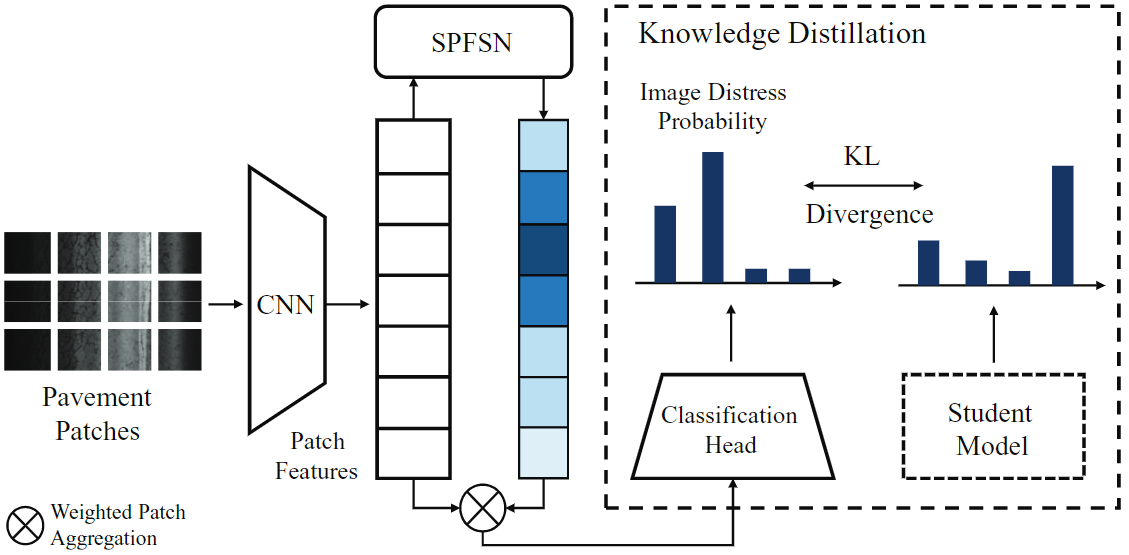 SPFSN
Knowledge Distillation
Image Distress
Probability
KL
Divergence
CNN
Pavement
Patches
Patch
Features
Classification
Head
Student
Model
Weighted Patch
Aggregation